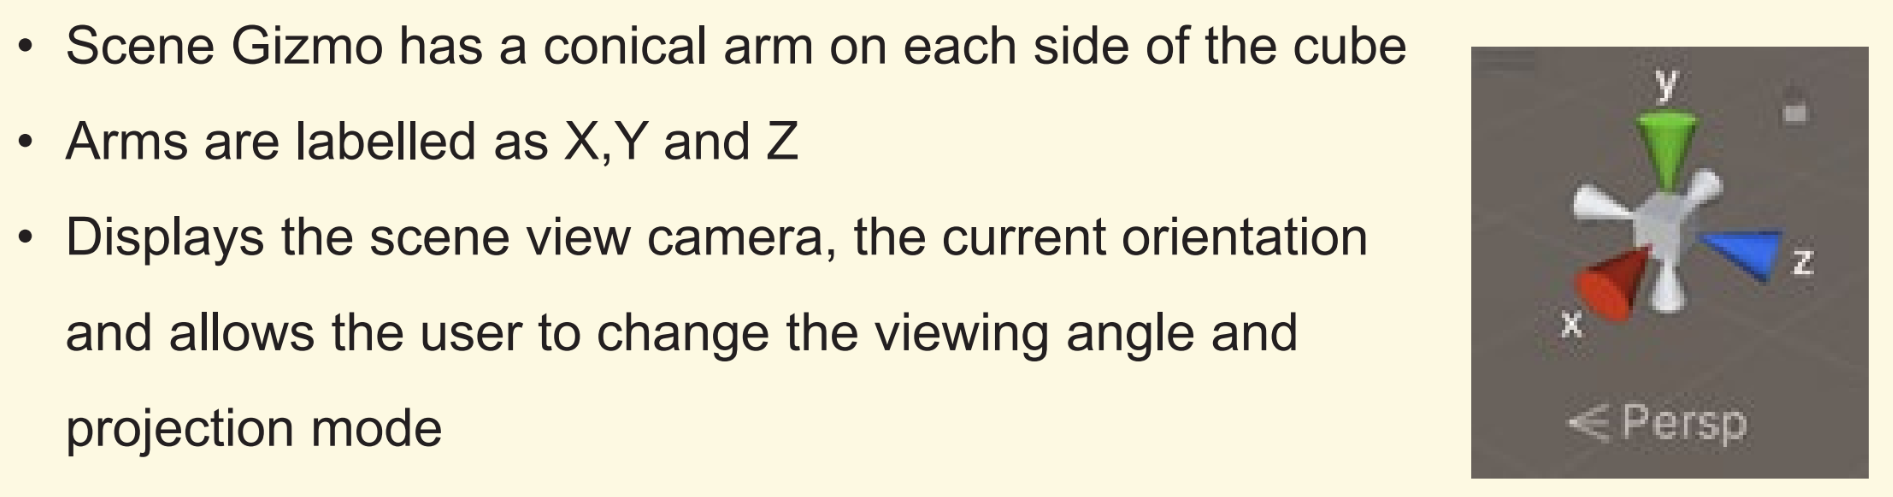 • Scene Gizmo has a conical arm on each side of the cube
• Arms are labelled as X,Y and Z
• Displays the scene view camera, the current orientation
and allows the user to change the viewing angle and
projection mode
y
z
x
< Persp